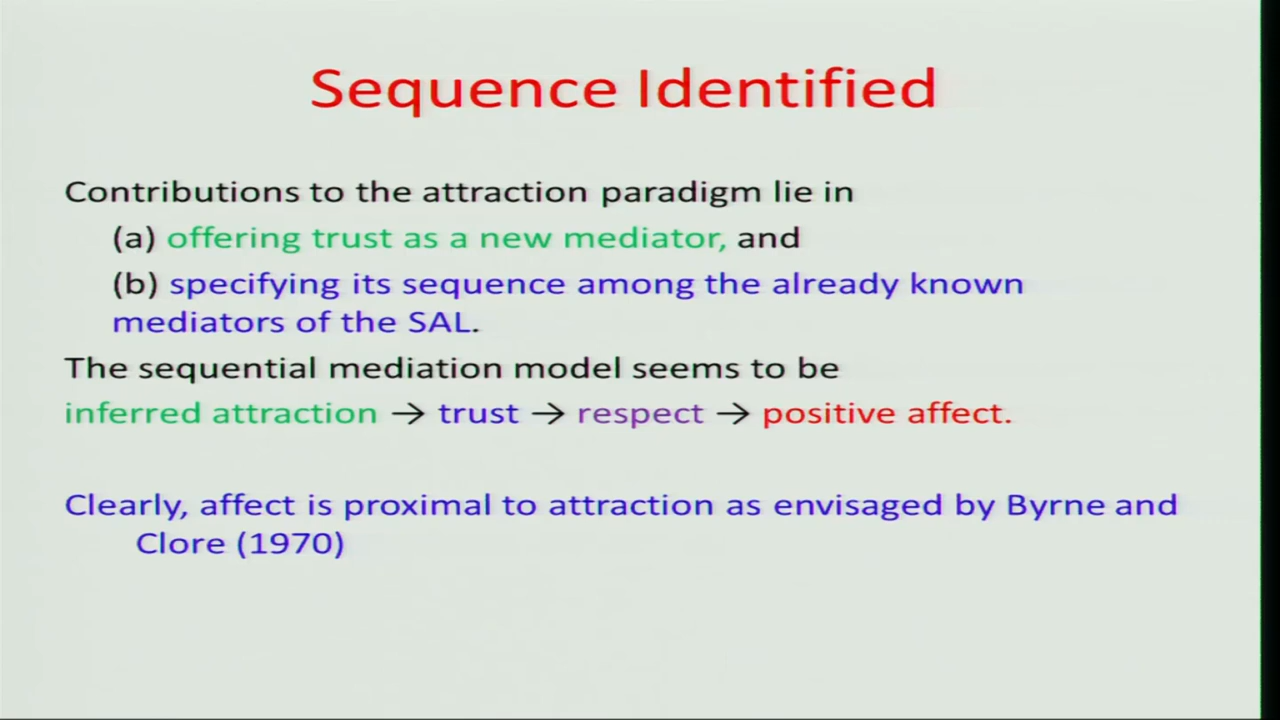 Sequence Identified
Contributions to the attraction paradigm lie in
(a) offering trust as a new mediator, and
(b) specifying its sequence among the already known
mediators of the SAL.
The sequential mediation model seems to be
inferred attraction → trust → respect → positive affect.
Clearly, affect is proximal to attraction as envisaged by Byrne and
Clore (1970)